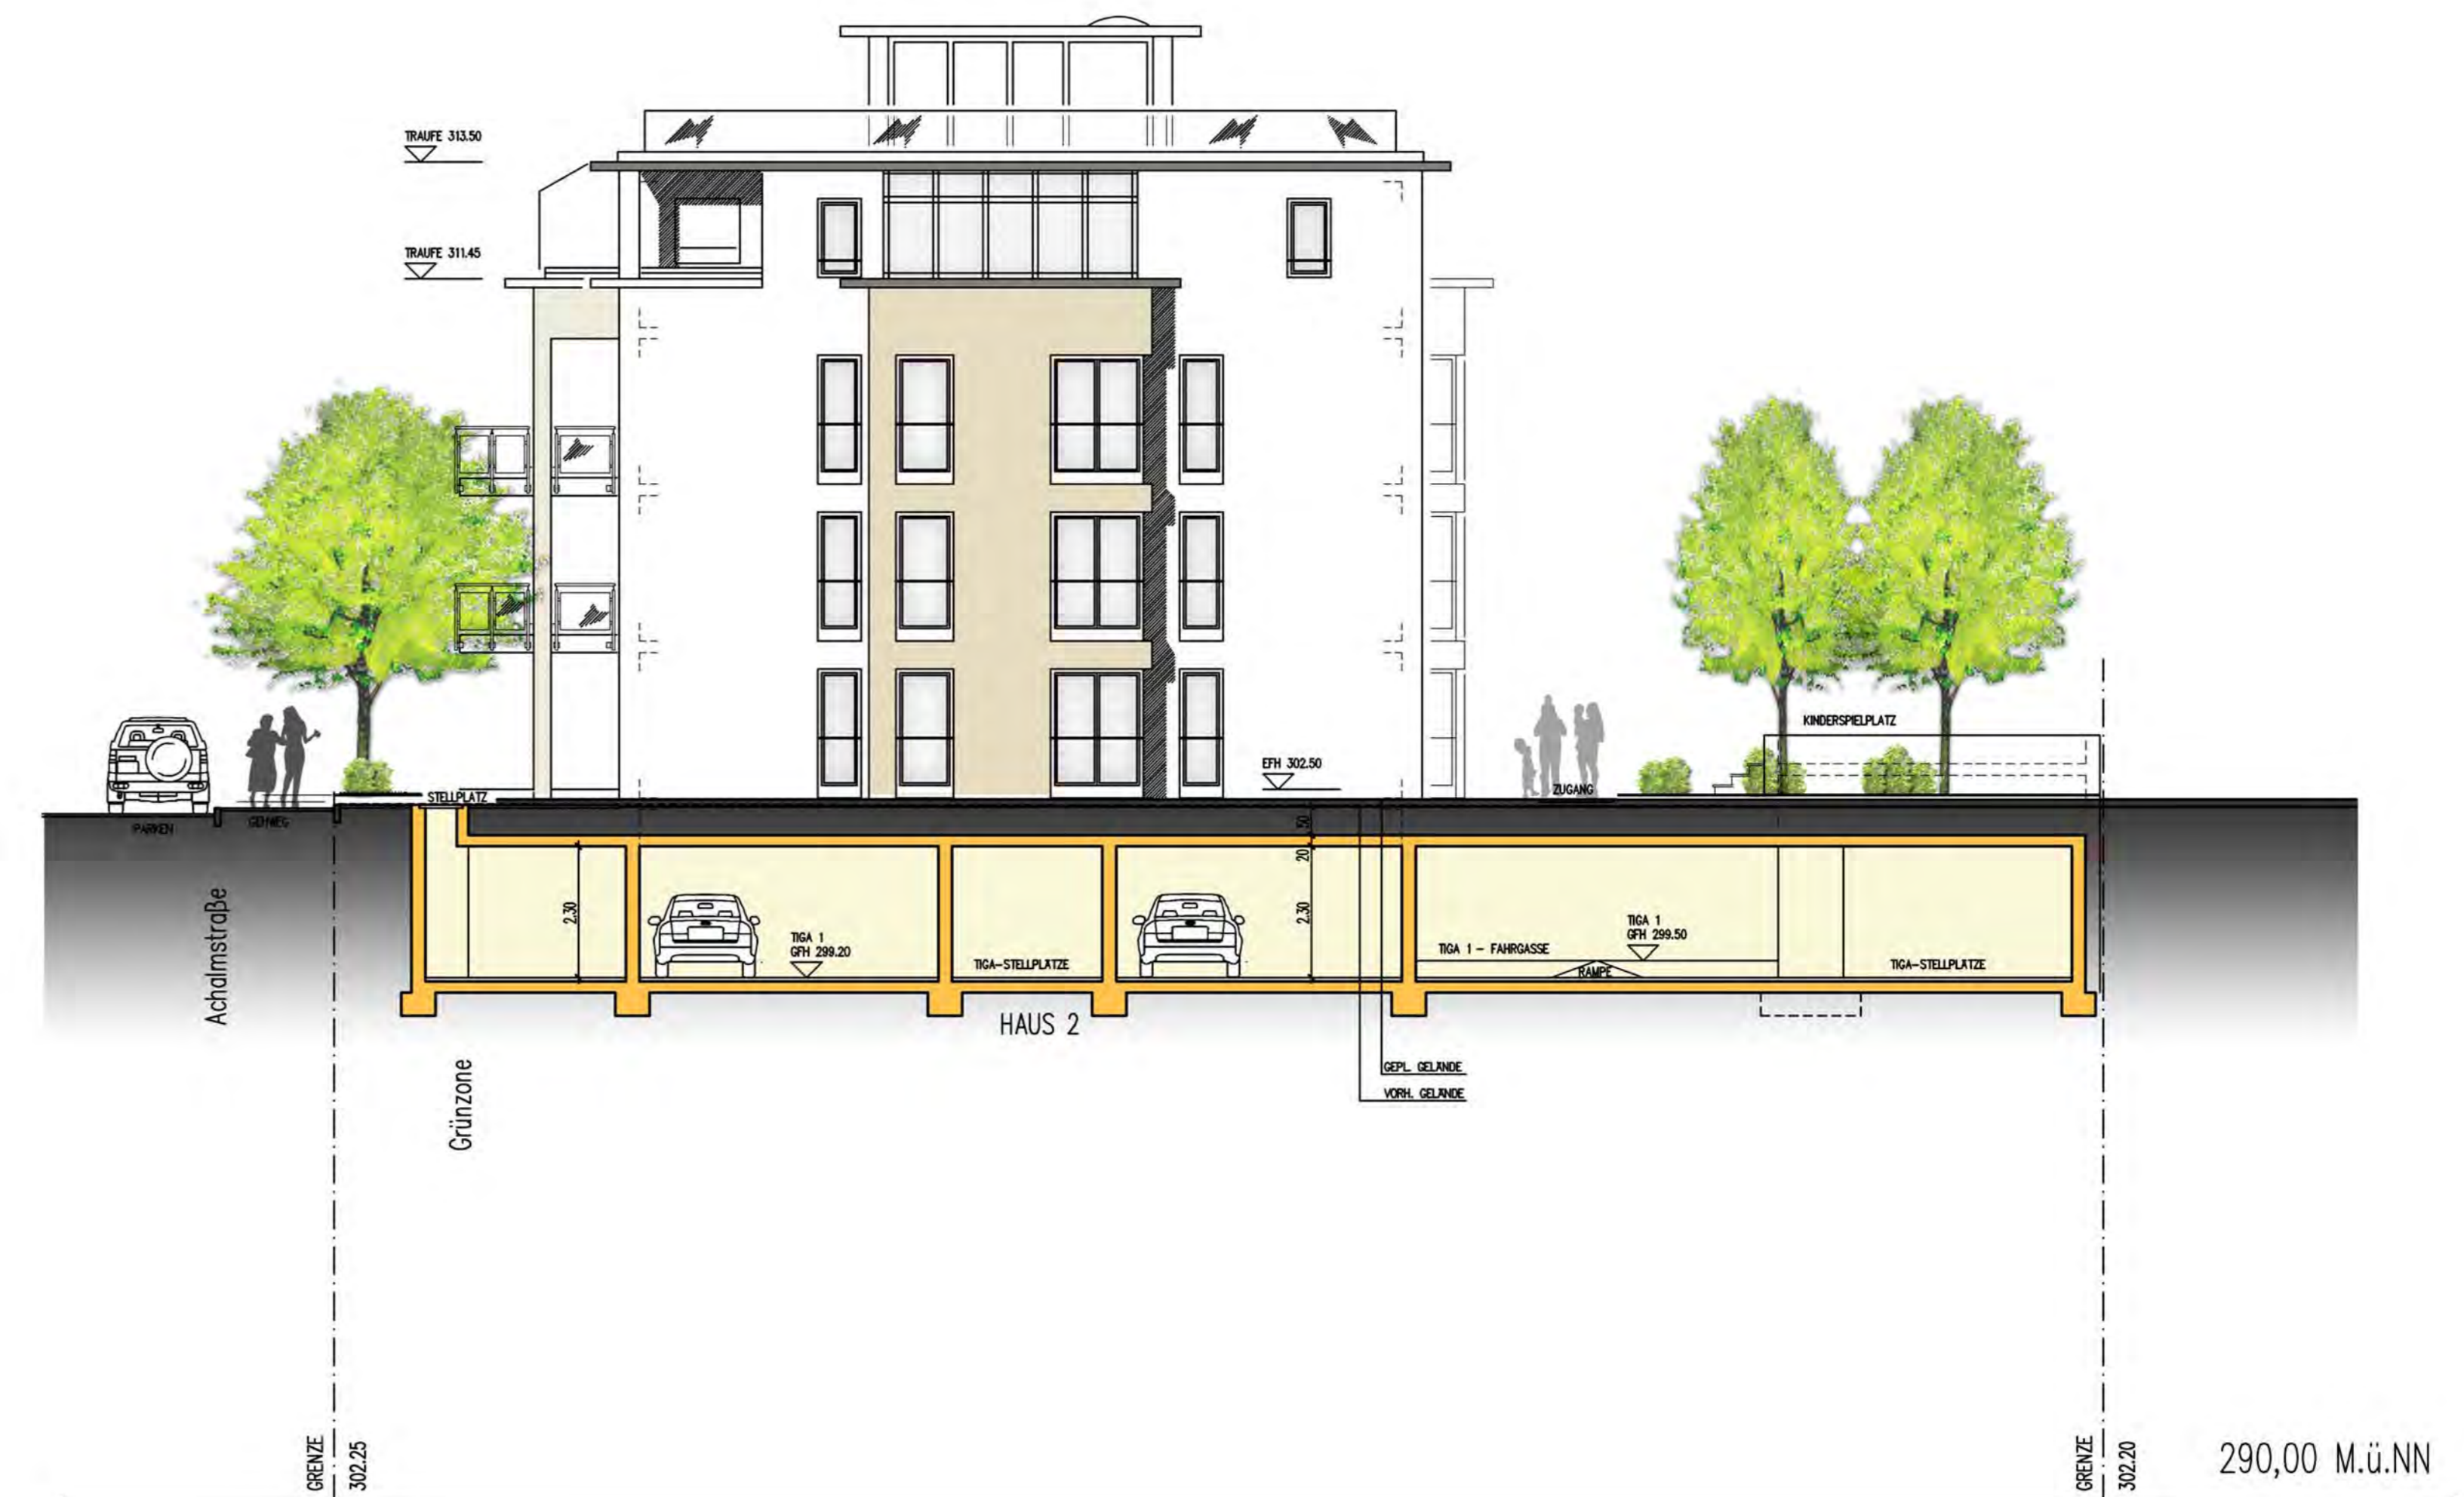 TRAUFE 313.50
TRAUFE 311.45
EFH 302.50
KINDERSPIELPLATZ
ZUGANG
STELLPLATZ
PARKEN
GEHWEG
50
20
2.30
2.30
TIGA 1
GFH 299.20
TIGA-STELLPLÄTZE
TIGA 1 - FAHRGASSE
TIGA 1
GFH 299.50
RAMPE
TIGA-STELLPLÄTZE
Achalmstraße
HAUS 2
Grünzone
GEPL. GELÄNDE
VORH. GELÄNDE
GRENZE
302.25
GRENZE
302.20
290,00 M.ü.NN